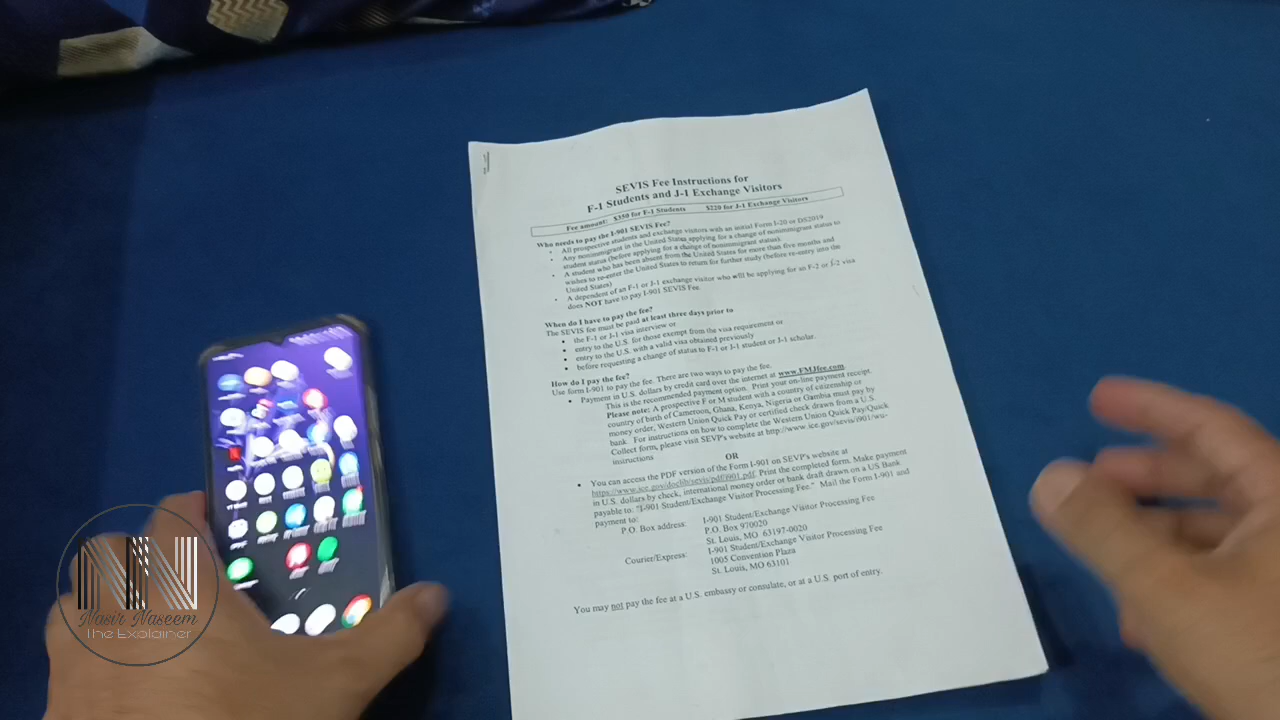 SEVIS Fee Instructions for
F-1 Students and J-1 Exchange Visitors
Fee amount: $350 for F-1 Students $220 for J-1 Exchange Visitors
Who needs to pay the I-901 SEVIS Fee?
• All prospective students and exchange visitors with an initial Form I-20 or DS2019
• Any nonimmigrant in the United States applying for a change of nonimmigrant status to
student status (before applying for a change of nonimmigrant status).
• A student who has been absent from the United States for more than five months and
wishes to re-enter the United States to return for further study (before re-entry into the
United States)
• A dependent of an F-1 or J-1 exchange visitor who will be applying for an F-2 or J-2 visa
does NOT have to pay I-901 SEVIS Fee.
When do I have to pay the fee?
The SEVIS fee must be paid at least three days prior to
• the F-1 or J-1 visa interview or
• entry to the U.S. for those exempt from the visa requirement or
• entry to the U.S. with a valid visa obtained previously
• before requesting a change of status to F-1 or J-1 student or J-1 scholar.
How do I pay the fee?
Use form I-901 to pay the fee. There are two ways to pay the fee.
• Payment in U.S. dollars by credit card over the internet at www.FMJfee.com.
This is the recommended payment option. Print your on-line payment receipt.
Please note: A prospective F or M student with a country of citizenship or
country of birth of Cameroon, Ghana, Kenya, Nigeria or Gambia must pay by
money order, Western Union Quick Pay or certified check drawn from a U.S.
bank. For instructions on how to complete the Western Union Quick Pay/Quick
Collect form, please visit SEVP's website at http://www.ice.gov/sevis/i901/wu-
instructions
OR
• You can access the PDF version of the Form I-901 on SEVP's website at
https://www.ice.gov/doclib/sevis/pdf/I901.pdf. Print the completed form. Make payment
in U.S. dollars by check, international money order or bank draft drawn on a US Bank
payable to: "I-901 Student/Exchange Visitor Processing Fee." Mail the Form I-901 and
payment to:
P.O. Box address: I-901 Student/Exchange Visitor Processing Fee
P.O. Box 970020
St. Louis, MO 63197-0020
Courier/Express: I-901 Student/Exchange Visitor Processing Fee
1005 Convention Plaza
St. Louis, MO 63101
You may not pay the fee at a U.S. embassy or consulate, or at a U.S. port of entry.
NN
Nasir Naseem
The Explainer